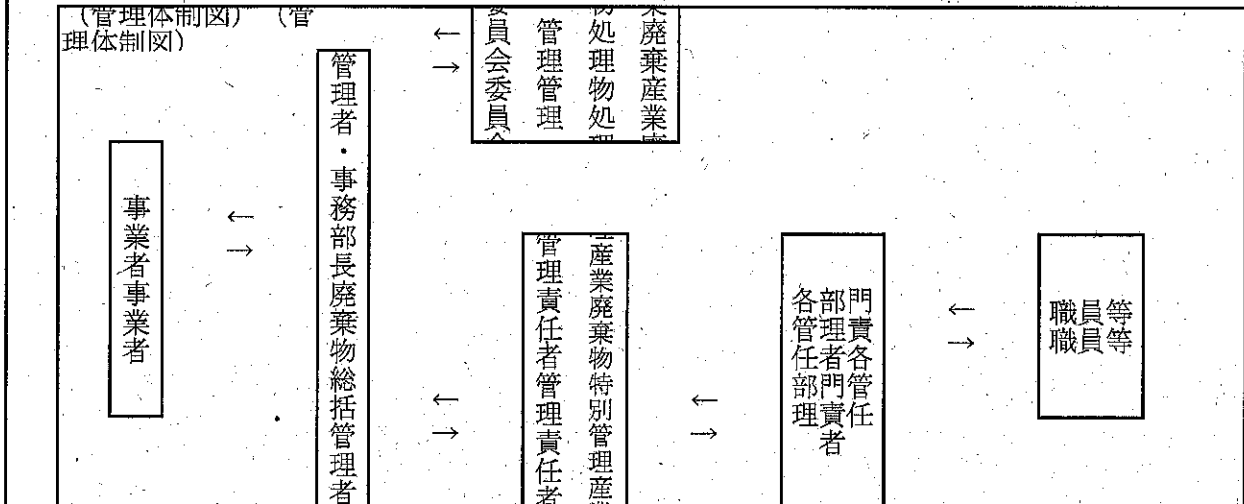 （管理体制図）（管
理体制図）
事業者事業者
←
→
管理者・事務部長廃棄物総括管理者
←
→
廃棄産業廃
処理物処理
管理管理
員会委員会
←
→
産業廃棄物特別管理産業
管理責任者管理責任者
←
→
各部門
管理責
任者各
部門管
理責任
者
←
→
職員等
職員等